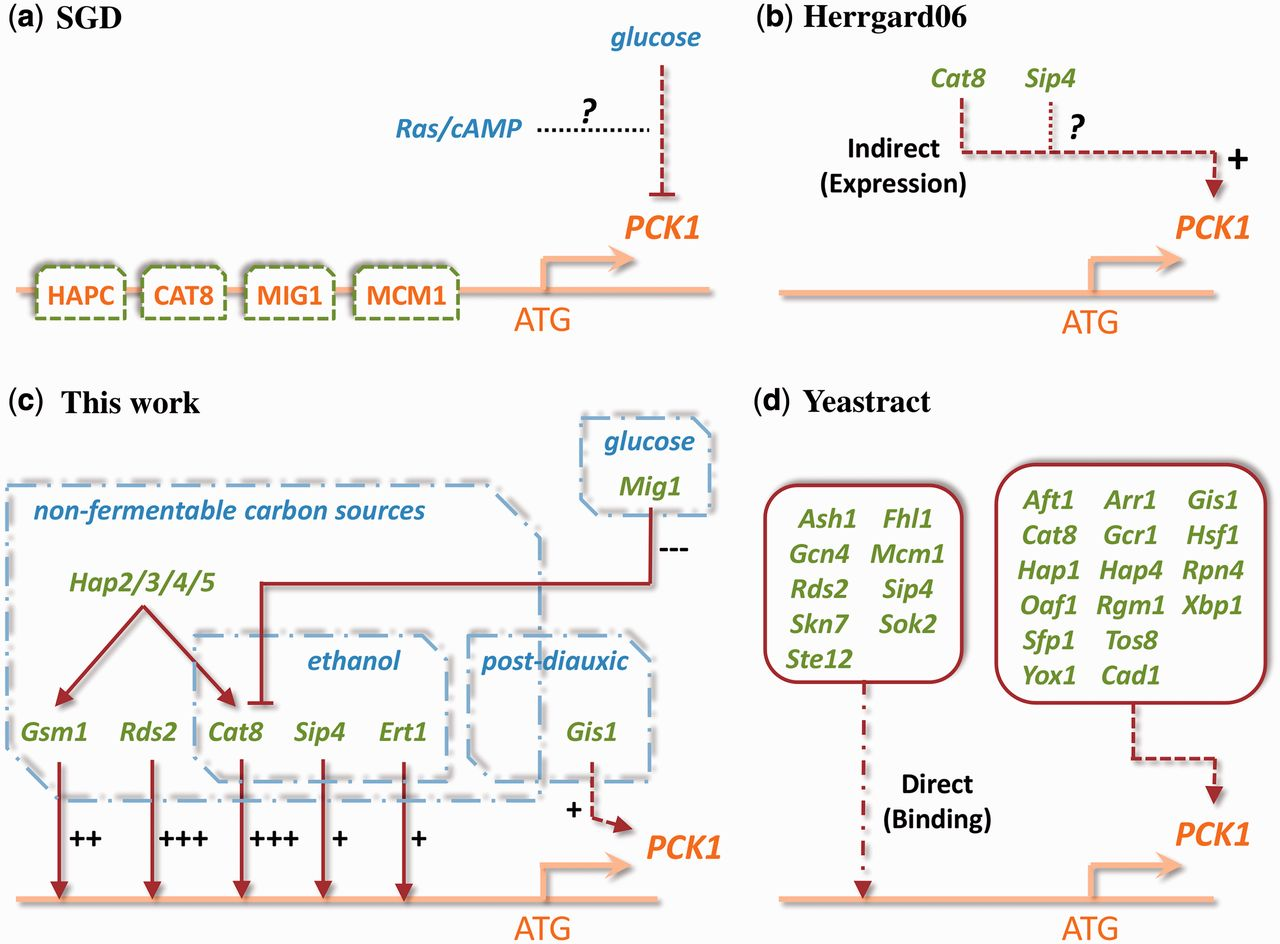 (a) SGD
glucose
Ras/cAMP
?
PCK1
HAPC CAT8 MIG1 MCM1
ATG
(b) Herrgard06
Cat8 Sip4
?
Indirect
(Expression)
+
PCK1
ATG
(c) This work
glucose
Mig1
---
non-fermentable carbon sources
Hap2/3/4/5
ethanol
post-diauxic
Gsm1 Rds2 Cat8 Sip4 Ert1 Gis1
++ +++ +++ + + +
PCK1
ATG
(d) Yeastract
Ash1 Fhl1
Gcn4 Mcm1
Rds2 Sip4
Skn7 Sok2
Ste12
Aft1 Arr1 Gis1
Cat8 Gcr1 Hsf1
Hap1 Hap4 Rpn4
Oaf1 Rgm1 Xbp1
Sfp1 Tos8
Yox1 Cad1
Direct
(Binding)
PCK1
ATG